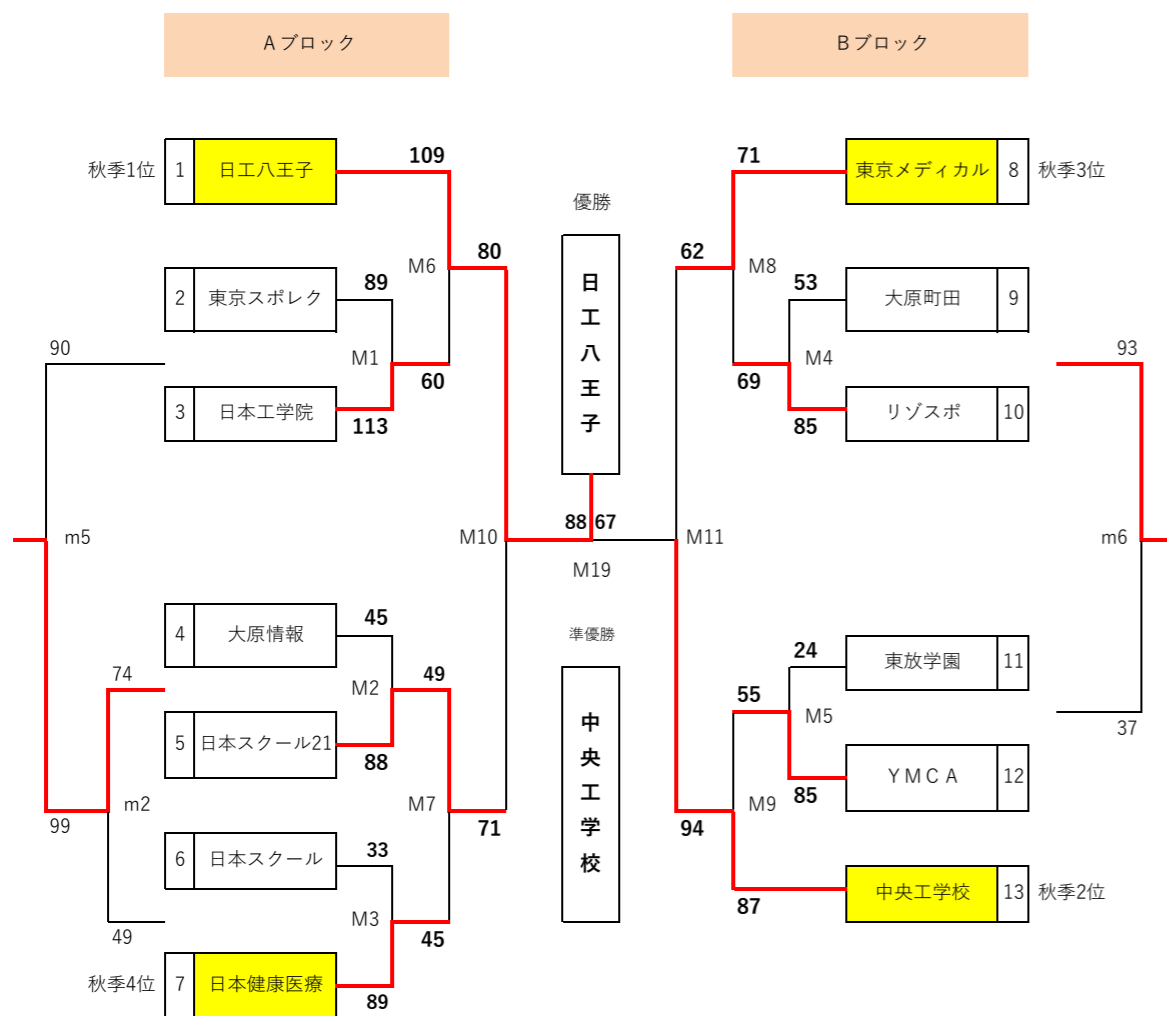 Aブロック
Bブロック
秋季1位
1
日工八王子
109
71
東京メディカル
8
秋季3位
優勝
日工八王子
M6
80
62
M8
2
東京スポレク
89
53
大原町田
9
90
M1
60
69
M4
93
3
日本工学院
113
85
リゾスポ
10
m5
M10
88
67
M11
m6
M19
準優勝
中央工学校
4
大原情報
45
24
東放学園
11
74
M2
49
55
M5
37
5
日本スクール21
88
85
YMCA
12
m2
M7
M9
99
71
94
6
日本スクール
33
49
M3
45
87
中央工学校
13
秋季2位
秋季4位
7
日本健康医療
89